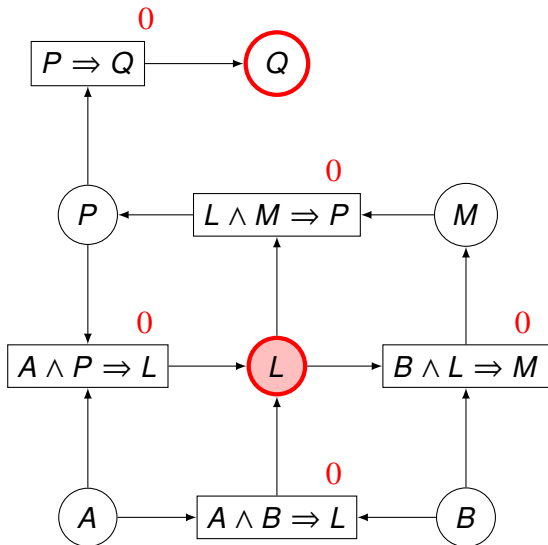 0
P ⇒ Q
Q
0
P
L ∧ M ⇒ P
M
0
0
A ∧ P ⇒ L
L
B ∧ L ⇒ M
0
A
A ∧ B ⇒ L
B